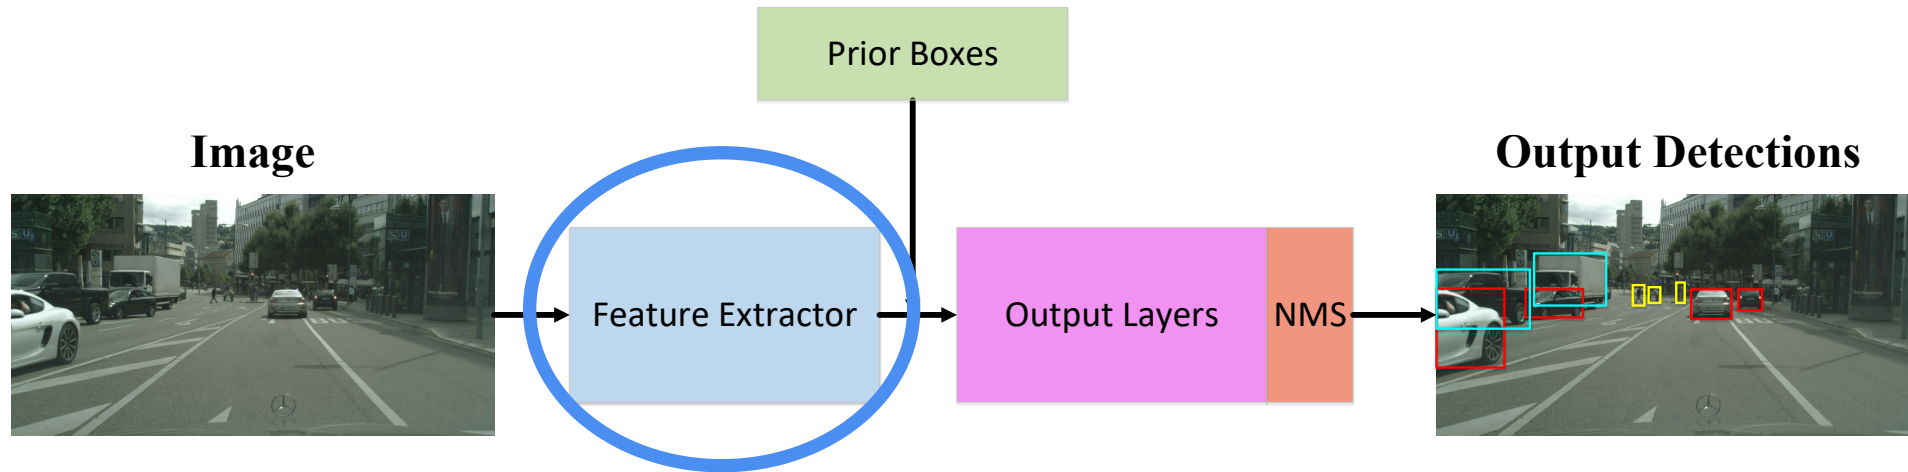 Prior Boxes
Image
Output Detections
Feature Extractor
Output Layers
NMS